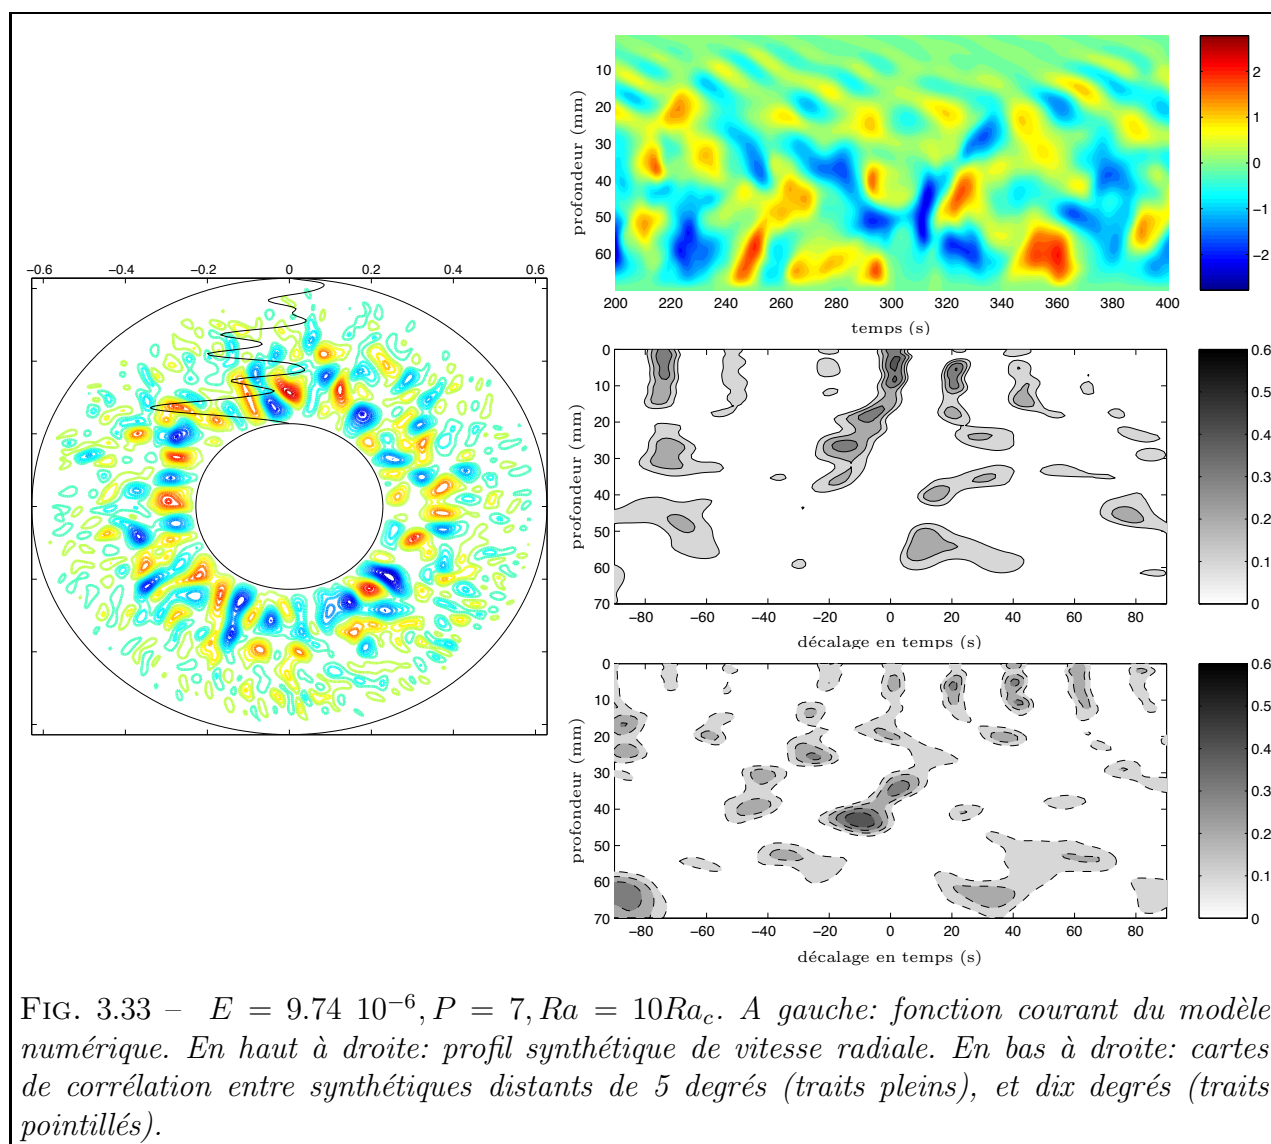 10
20
30
40
50
60
profondeur (mm)
200 220 240 260 280 300 320 340 360 380 400
temps (s)
2
1
0
−1
−2
−0.6 −0.4 −0.2 0 0.2 0.4 0.6
0
10
20
30
40
50
60
70
profondeur (mm)
−80 −60 −40 −20 0 20 40 60 80
décalage en temps (s)
0.6
0.5
0.4
0.3
0.2
0.1
0
0
10
20
30
40
50
60
70
profondeur (mm)
−80 −60 −40 −20 0 20 40 60 80
décalage en temps (s)
0.6
0.5
0.4
0.3
0.2
0.1
0
FIG. 3.33 – E = 9.74 10⁻⁶, P = 7, Ra = 10Ra_c. A gauche: fonction courant du modèle
numérique. En haut à droite: profil synthétique de vitesse radiale. En bas à droite: cartes
de corrélation entre synthétiques distants de 5 degrés (traits pleins), et dix degrés (traits
pointillés).